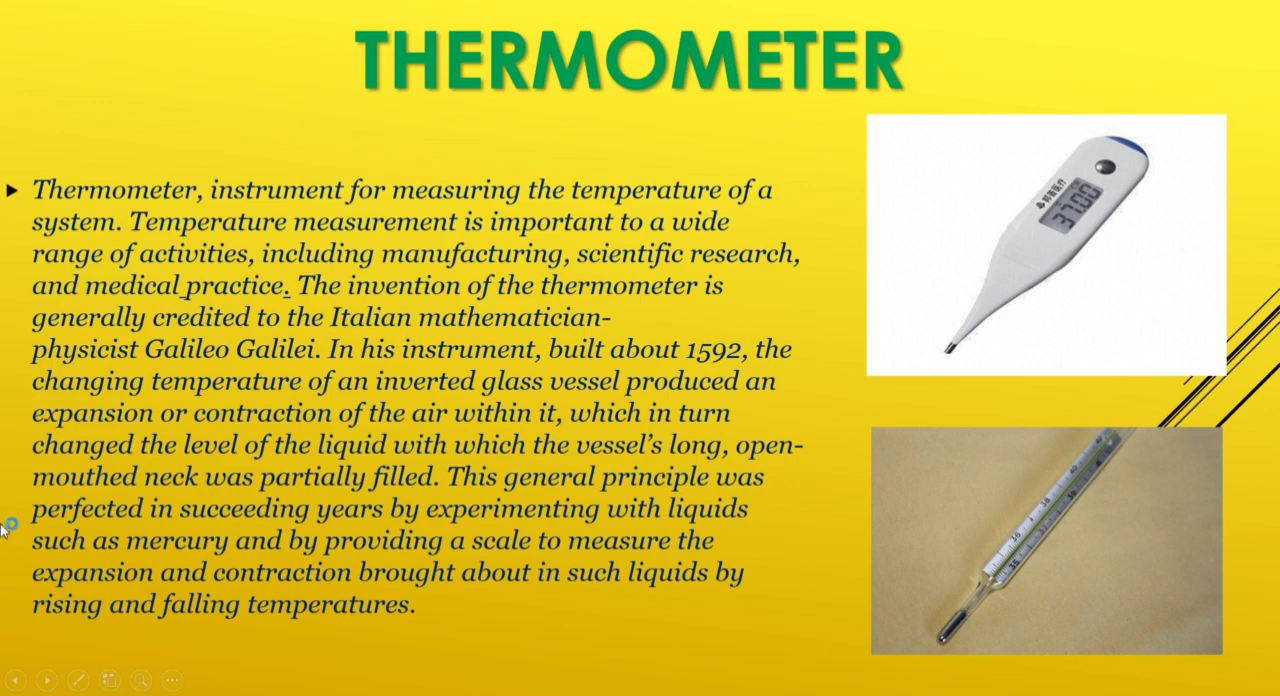 THERMOMETER
Thermometer, instrument for measuring the temperature of a
system. Temperature measurement is important to a wide
range of activities, including manufacturing, scientific research,
and medical practice. The invention of the thermometer is
generally credited to the Italian mathematician-
physicist Galileo Galilei. In his instrument, built about 1592, the
changing temperature of an inverted glass vessel produced an
expansion or contraction of the air within it, which in turn
changed the level of the liquid with which the vessel’s long, open-
mouthed neck was partially filled. This general principle was
perfected in succeeding years by experimenting with liquids
such as mercury and by providing a scale to measure the
expansion and contraction brought about in such liquids by
rising and falling temperatures.
37.00